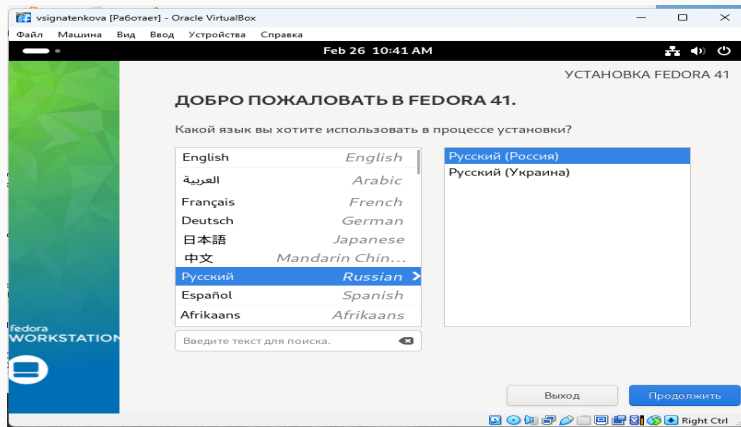 vsignatenkova [Работает] - Oracle VirtualBox
Файл Машина Вид Ввод Устройства Справка
Feb 26 10:41 AM
УСТАНОВКА FEDORA 41
ДОБРО ПОЖАЛОВАТЬ В FEDORA 41.
Какой язык вы хотите использовать в процессе установки?
English English
العربية Arabic
Français French
Deutsch German
日本語 Japanese
中文 Mandarin Chin...
Русский Russian
Español Spanish
Afrikaans Afrikaans
Русский (Россия)
Русский (Украина)
Введите текст для поиска.
fedora
WORKSTATION
Выход
Продолжить
Right Ctrl